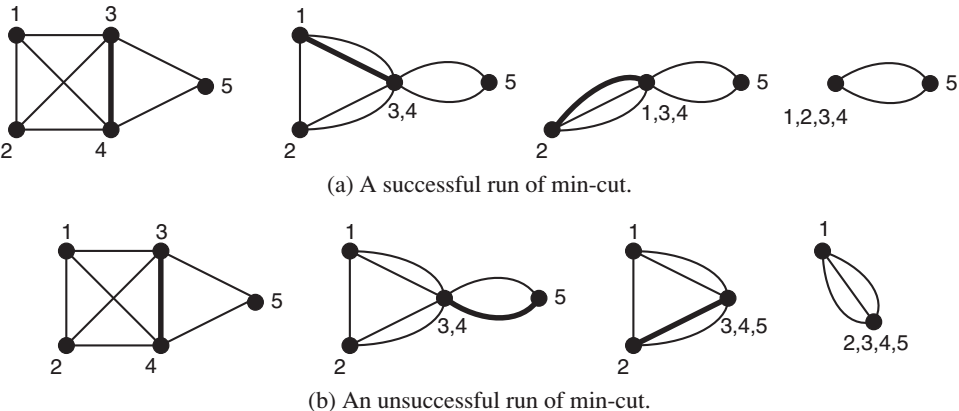 1 3 1 1
5 3,4 5 1,3,4 5 1,2,3,4 5
2 4 2 2
(a) A successful run of min-cut.
1 3 1 1 1
5 3,4 5 3,4,5 2,3,4,5
2 4 2 2
(b) An unsuccessful run of min-cut.